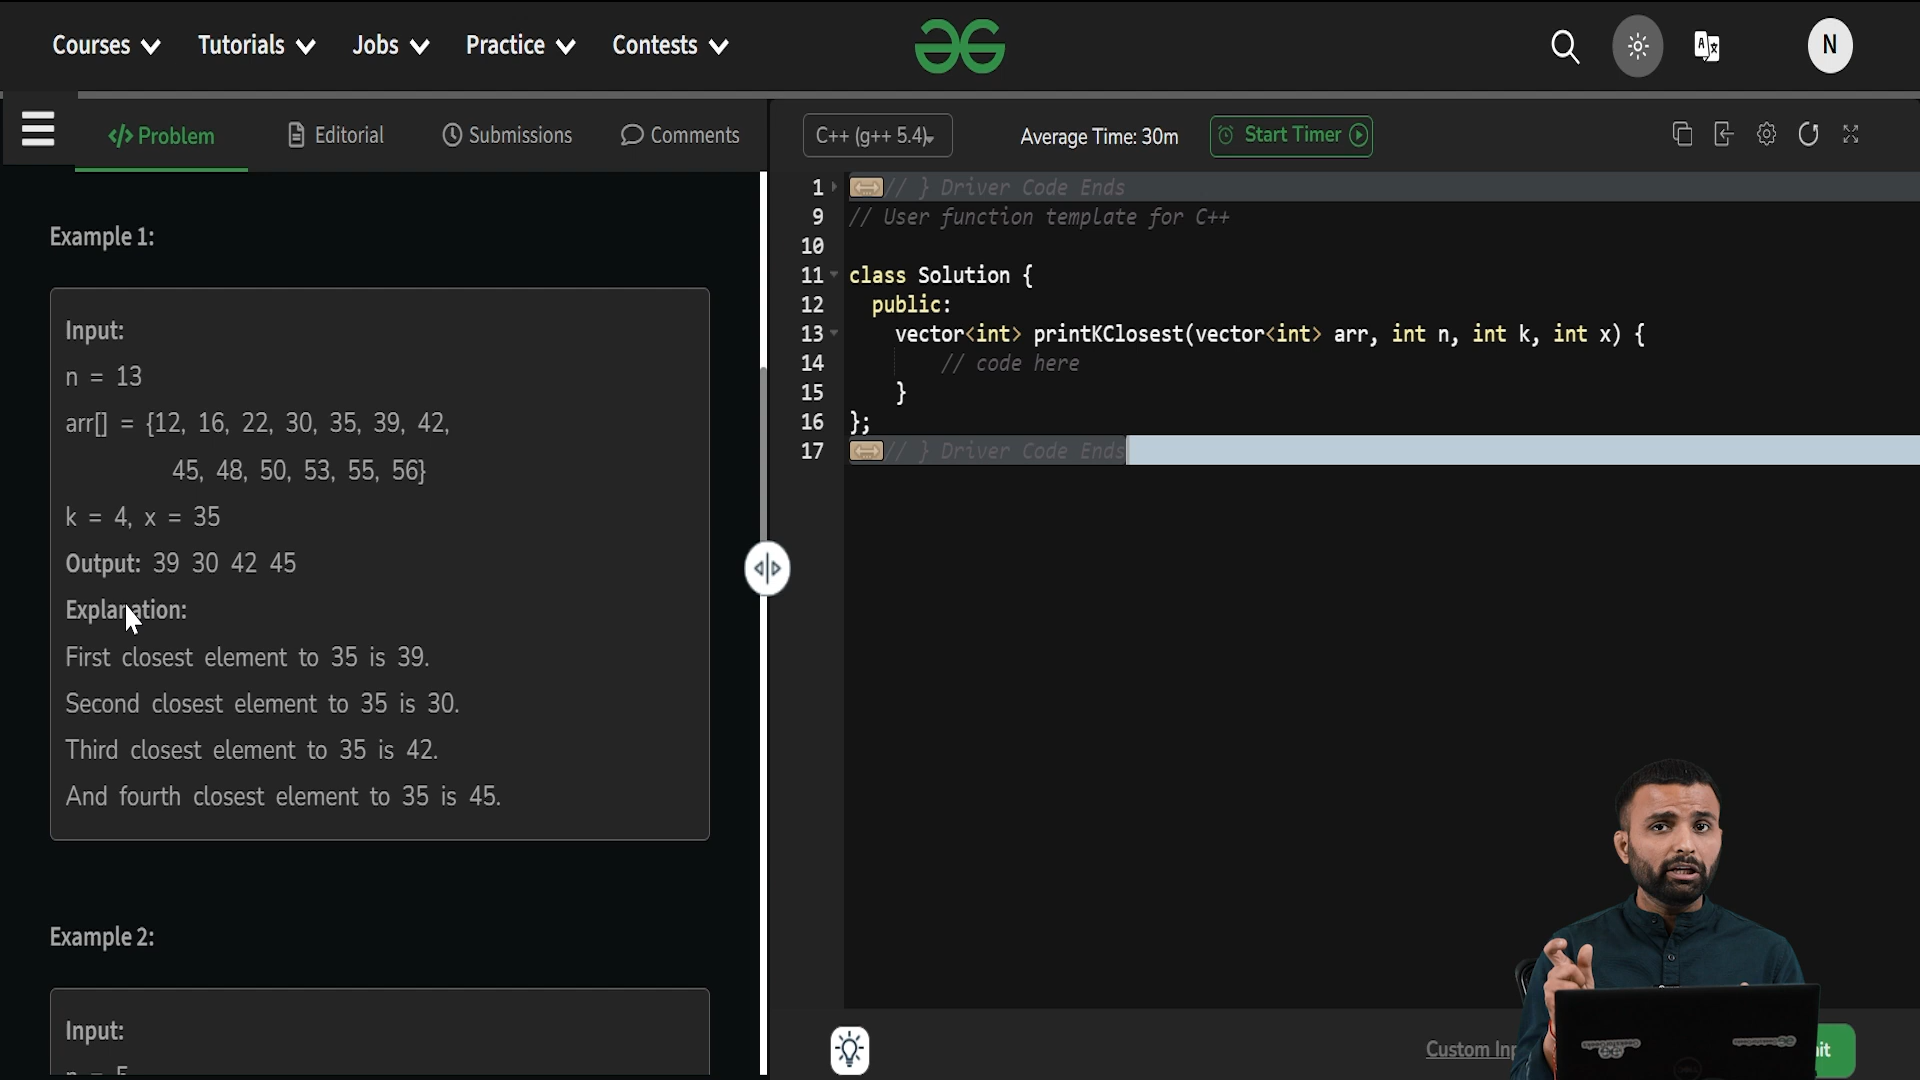 Courses Tutorials Jobs Practice Contests
N
Problem Editorial Submissions Comments
C++ (g++ 5.4) Average Time: 30m Start Timer
Example 1:
Input:
n = 13
arr[] = {12, 16, 22, 30, 35, 39, 42,
45, 48, 50, 53, 55, 56}
k = 4, x = 35
Output: 39 30 42 45
Explanation:
First closest element to 35 is 39.
Second closest element to 35 is 30.
Third closest element to 35 is 42.
And fourth closest element to 35 is 45.
Example 2:
Input:
1 // } Driver Code Ends
9 // User function template for C++
10
11 class Solution {
12 public:
13 vector<int> printKClosest(vector<int> arr, int n, int k, int x) {
14 // code here
15 }
16 };
17 // } Driver Code Ends
Custom